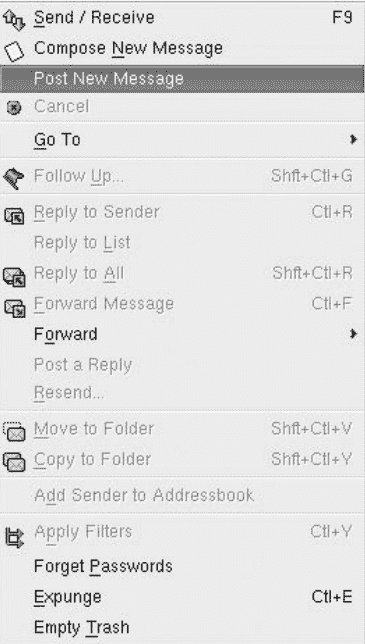 Send / Receive F9
Compose New Message
Post New Message
Cancel
Go To
Follow Up... Shft+Ctl+G
Reply to Sender Ctl+R
Reply to List
Reply to All Shft+Ctl+R
Forward Message Ctl+F
Forward
Post a Reply
Resend...
Move to Folder Shft+Ctl+V
Copy to Folder Shft+Ctl+Y
Add Sender to Addressbook
Apply Filters Ctl+Y
Forget Passwords
Expunge Ctl+E
Empty Trash